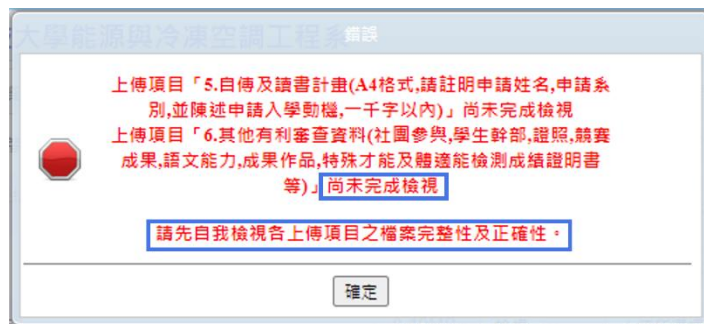 大學能源與冷凍空調工程系
錯誤
上傳項目「5.自傳及讀書計畫(A4格式,請註明申請姓名,申請系
別,並陳述申請入學動機,一千字以內)」尚未完成檢視
上傳項目「6.其他有利審查資料(社團參與,學生幹部,證照,競賽
成果,語文能力,成果作品,特殊才能及體適能檢測成績證明書
等)」尚未完成檢視
請先自我檢視各上傳項目之檔案完整性及正確性。
確定